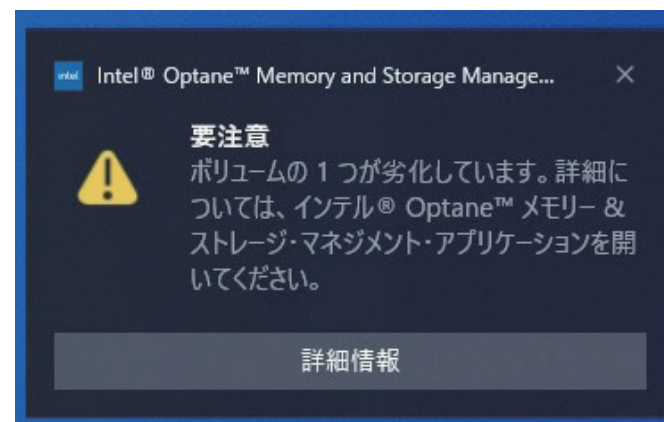 intel Intel® Optane™ Memory and Storage Manage...
要注意
ボリュームの 1 つが劣化しています。詳細に
ついては、インテル® Optane™ メモリー &
ストレージ・マネジメント・アプリケーションを開
いてください。
詳細情報